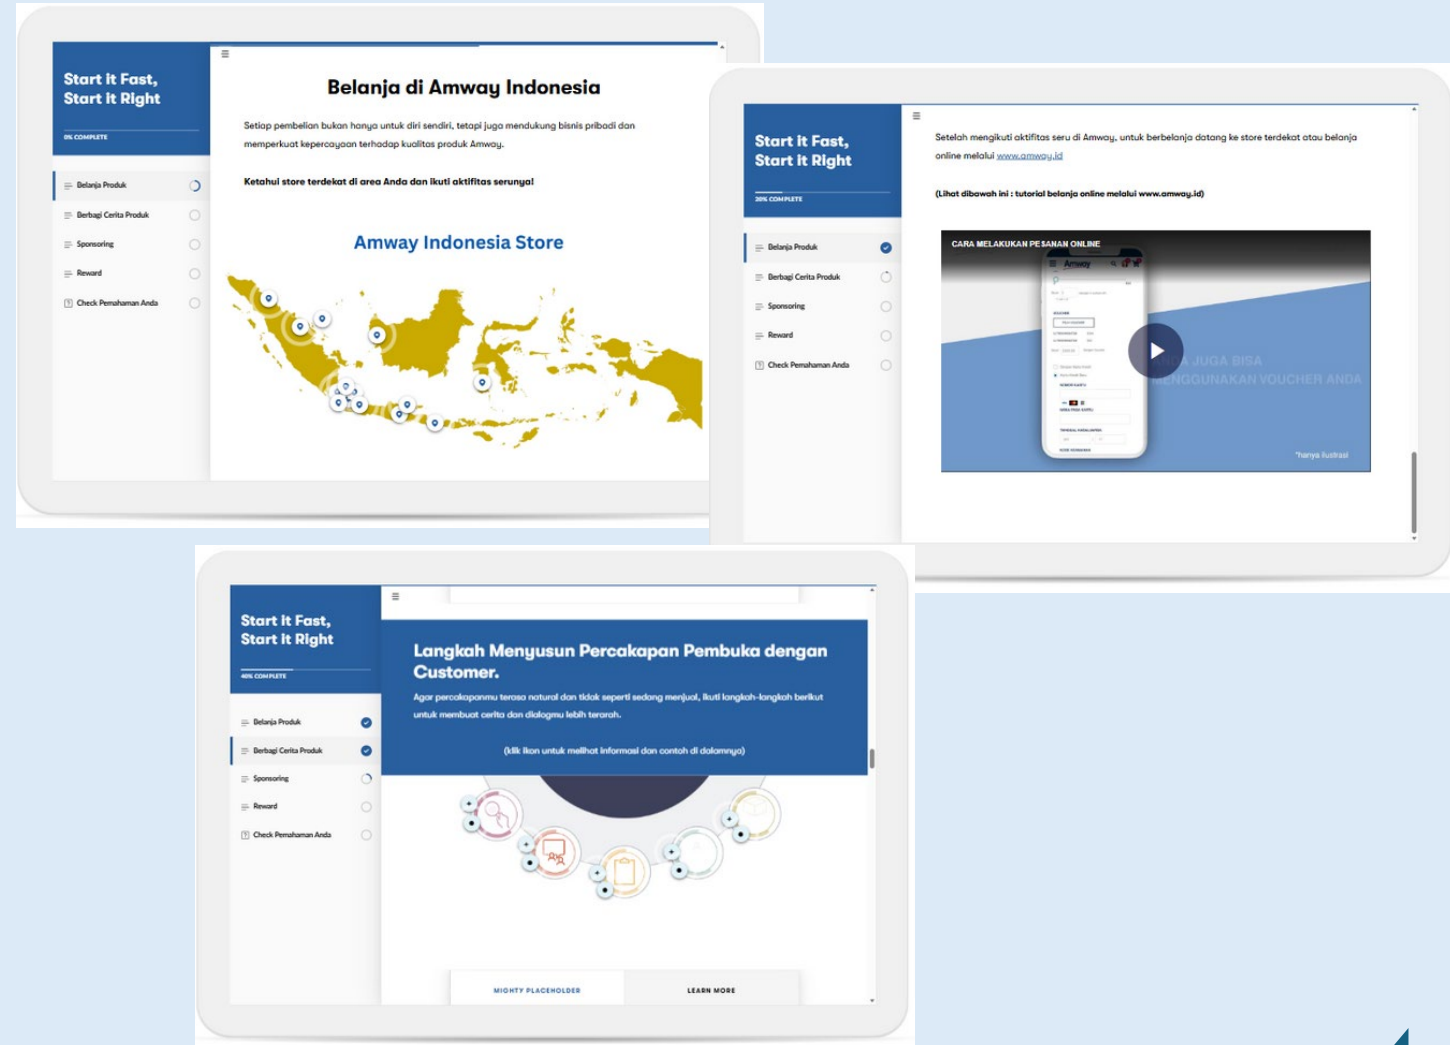 Start it Fast,
Start it Right
0% COMPLETE
Belanja Produk
Berbagi Cerita Produk
Sponsoring
Reward
Check Pemahaman Anda
Belanja di Amway Indonesia
Setiap pembelian bukan hanya untuk diri sendiri, tetapi juga mendukung bisnis pribadi dan
memperkuat kepercayaan terhadap kualitas produk Amway.
Ketahui store terdekat di area Anda dan ikuti aktifitas serunya!
Amway Indonesia Store
Start it Fast,
Start it Right
20% COMPLETE
Belanja Produk
Berbagi Cerita Produk
Sponsoring
Reward
Check Pemahaman Anda
Setelah mengikuti aktifitas seru di Amway, untuk berbelanja datang ke store terdekat atau belanja
online melalui www.amway.id
(Lihat dibawah ini : tutorial belanja online melalui www.amway.id)
CARA MELAKUKAN PESANAN ONLINE
Amway
VOUCHER
ANDA JUGA BISA
MENGGUNAKAN VOUCHER ANDA
*hanya ilustrasi
Start it Fast,
Start it Right
40% COMPLETE
Belanja Produk
Berbagi Cerita Produk
Sponsoring
Reward
Check Pemahaman Anda
Langkah Menyusun Percakapan Pembuka dengan
Customer.
Agar percakapanmu terasa natural dan tidak seperti sedang menjual, ikuti langkah-langkah berikut
untuk membuat cerita dan dialogmu lebih terarah.
(klik ikon untuk melihat informasi dan contoh di dalamnya)
MIGHTY PLACEHOLDER
LEARN MORE